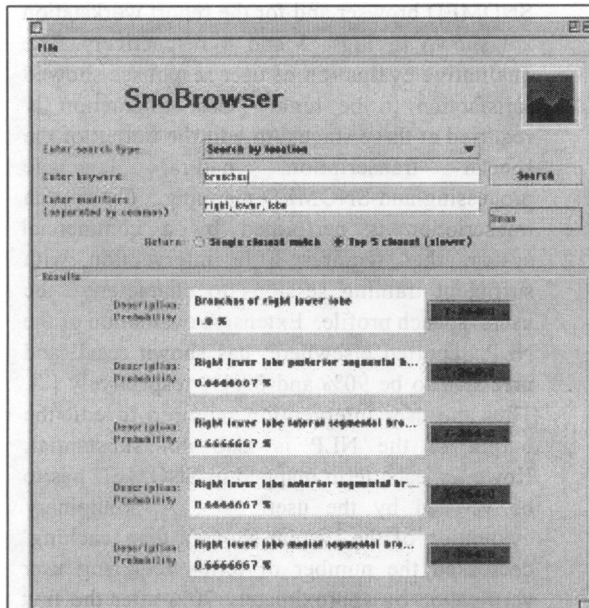 File
SnoBrowser
Enter search type Search by location
Enter keyword branches Search
Enter modifiers right, lower, lobe
(separated by commas)
Return: Single closest match Top 5 closest (slower)
Results
Description: Branches of right lower lobe
Probability 1.0 %
Description: Right lower lobe posterior segmental b...
Probability 0.6666667 %
Description: Right lower lobe lateral segmental bro...
Probability 0.6666667 %
Description: Right lower lobe anterior segmental br...
Probability 0.6666667 %
Description: Right lower lobe medial segmental bro...
Probability 0.6666667 %